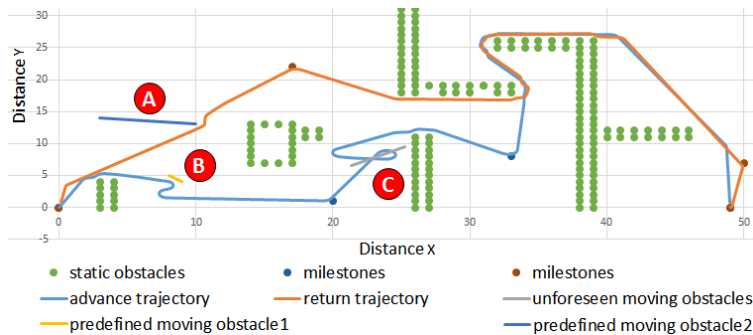 30
25
20
15
10
5
0
-5
Distance Y
A
B
C
0 10 20 30 40 50
Distance X
static obstacles milestones milestones
advance trajectory return trajectory unforeseen moving obstacles
predefined moving obstacle1 predefined moving obstacle2